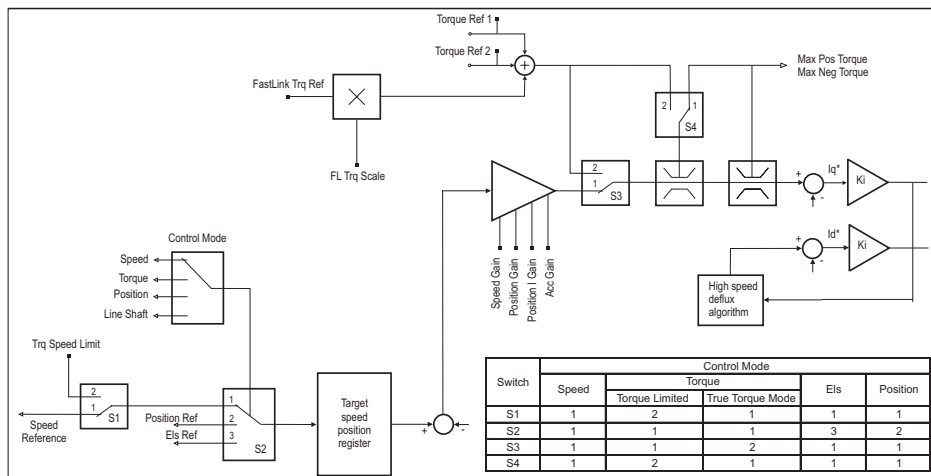 Torque Ref 1
Torque Ref 2
+
FastLink Trq Ref
FL Trq Scale
Max Pos Torque
Max Neg Torque
2
1
S4
2
1
S3
+
-
Iq*
Ki
+
-
Id*
Ki
High speed
deflux
algorithm
Speed Gain
Position Gain
Position I Gain
Acc Gain
Control Mode
Speed
Torque
Position
Line Shaft
Trq Speed Limit
2
1
S1
Speed
Reference
1
2
3
S2
Position Ref
Els Ref
Target
speed
position
register
+
-
Switch Control Mode
Speed Torque Els Position
Torque Limited True Torque Mode
S1 1 2 1 1 1
S2 1 1 1 3 2
S3 1 1 2 1 1
S4 1 2 1 1 1